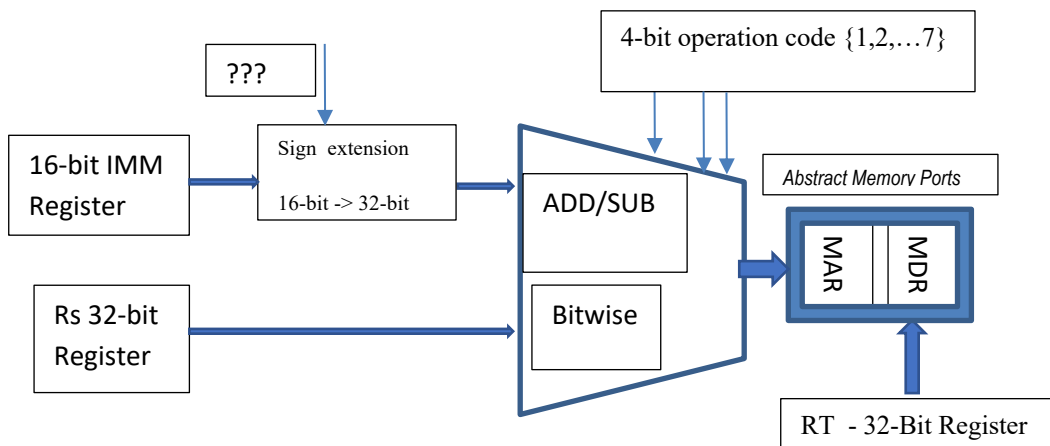 4-bit operation code {1,2,…7}
???
16-bit IMM
Register
Sign extension
16-bit -> 32-bit
ADD/SUB
Abstract Memory Ports
MAR
MDR
Rs 32-bit
Register
Bitwise
RT - 32-Bit Register